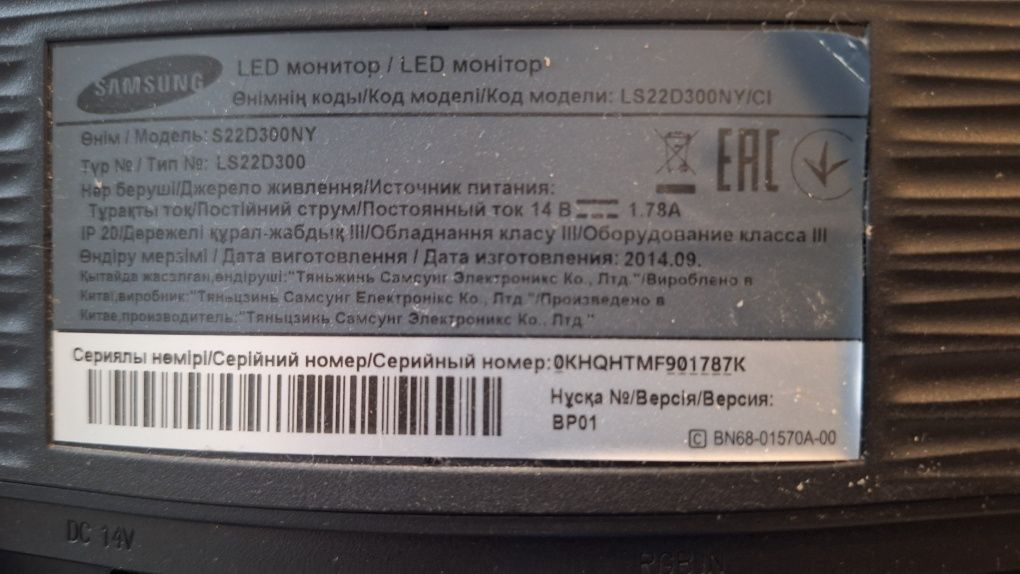 SAMSUNG
LED монитор / LED монітор
Өнімнің коды/Код моделі/Код модели: LS22D300NY/CI
Өнім / Модель: S22D300NY
Түр № / Тип №: LS22D300
EAC
Нәр беруші/Джерело живлення/Источник питания:
Тұрақты ток/Постійний струм/Постоянный ток 14 В 1.78A
IP 20/Дережелі құрал-жабдық III/Обладнання класу III/Оборудование класса III
Өндіру мерзімі / Дата виготовлення / Дата изготовления: 2014.09.
Қытайда жасалған,өндіруші:"Тяньжинь Самсунг Электроникс Ко., Лтд."/Вироблено в
Китаї,виробник:"Тяньцзинь Самсунг Електронікс Ко., Лтд."/Произведено в
Китае,производитель:"Тяньцзинь Самсунг Электроникс Ко., Лтд."
Сериялы нөмірі/Серійний номер/Серийный номер:0KHQHTMF901787K
Нұсқа №/Версія/Версия:
BP01
C BN68-01570A-00
DC 14V
RGB IN